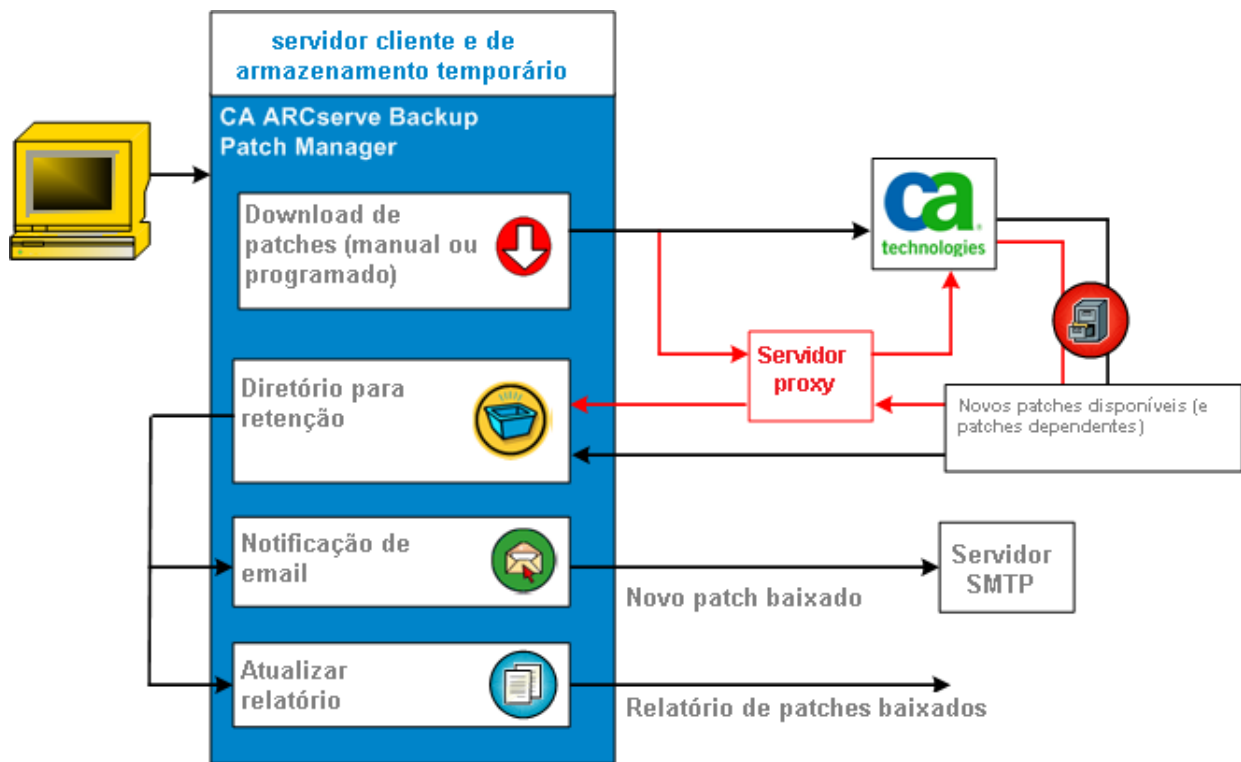 servidor cliente e de
armazenamento temporário
CA ARCserve Backup
Patch Manager
Download de
patches (manual ou
programado)
ca
technologies
Servidor
proxy
Diretório para
retenção
Novos patches disponíveis (e
patches dependentes)
Notificação de
email
Novo patch baixado
Servidor
SMTP
Atualizar
relatório
Relatório de patches baixados